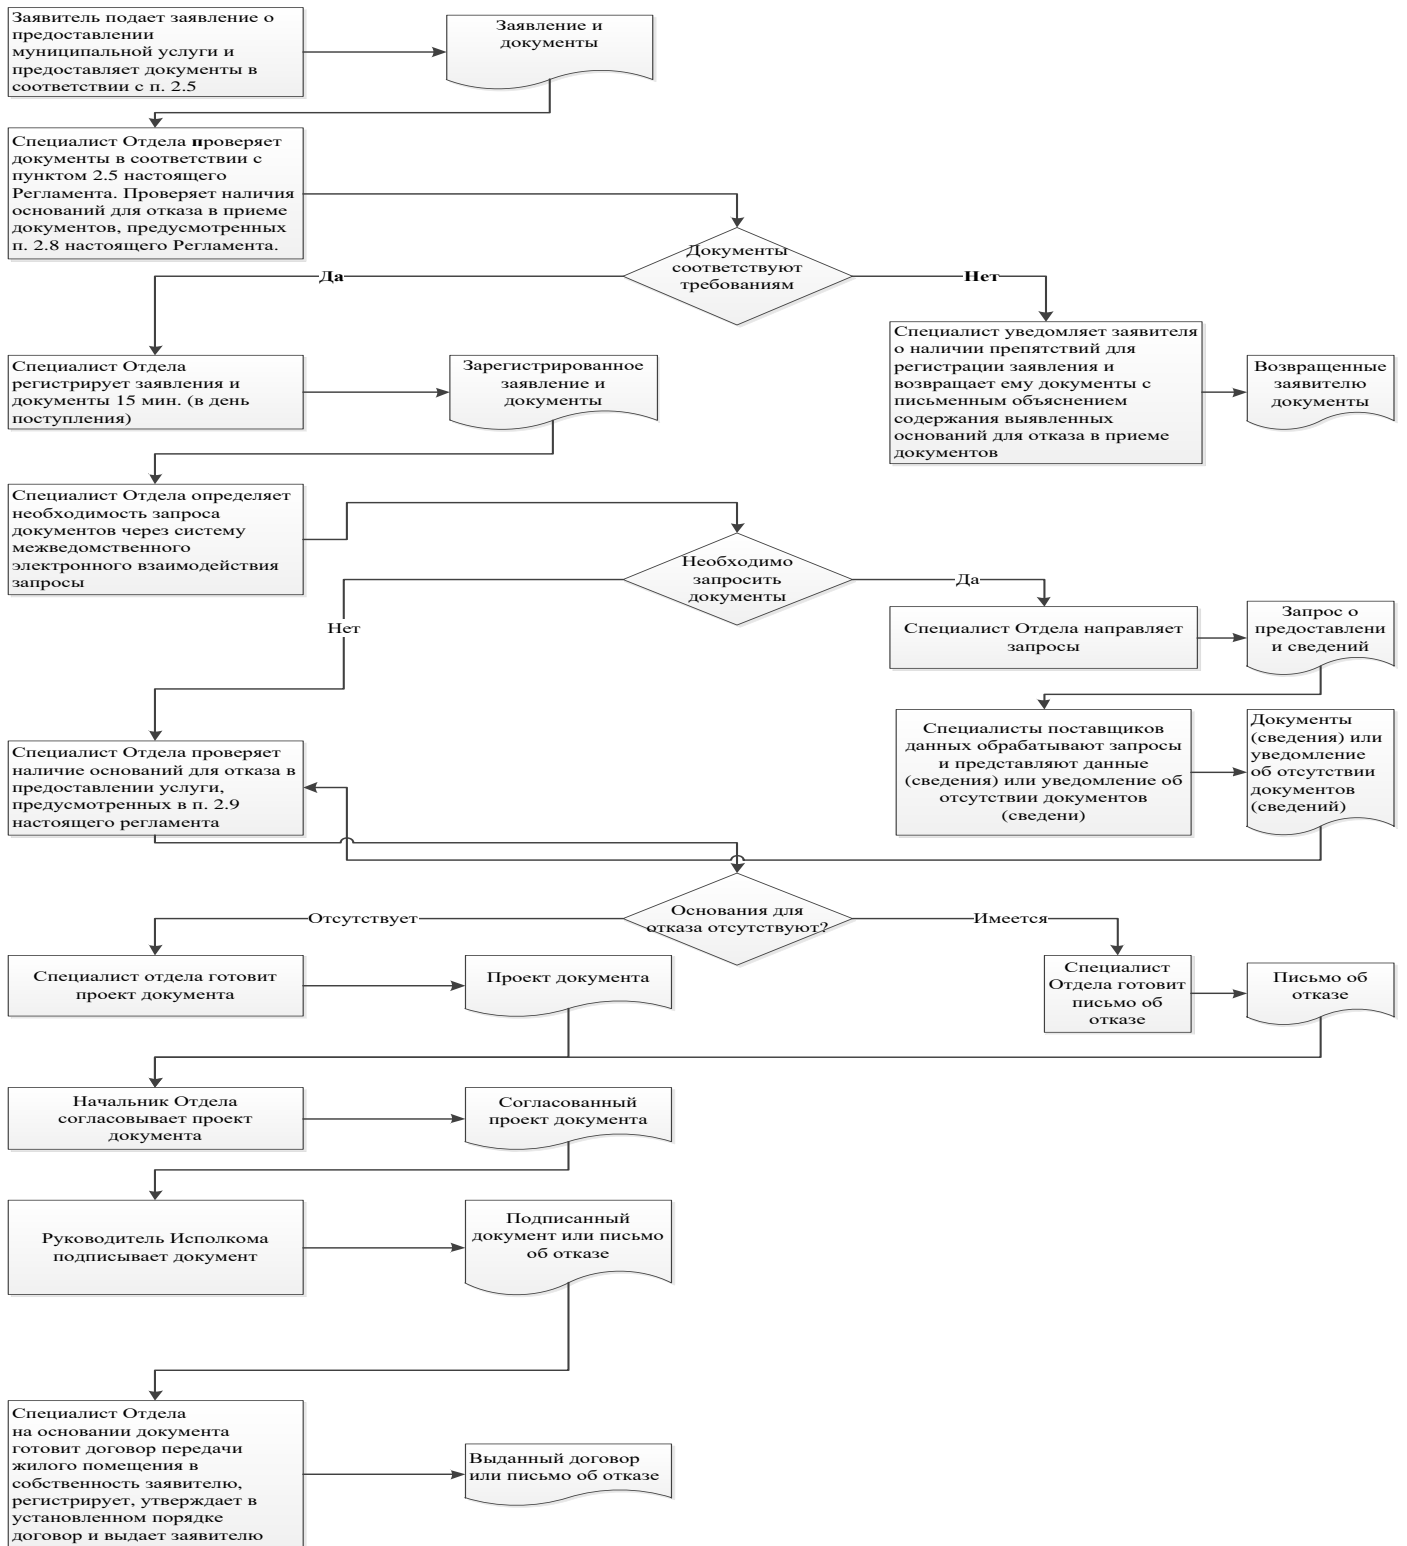 Заявитель подает заявление о
предоставлении
муниципальной услуги и
предоставляет документы в
соответствии с п. 2.5
Заявление и
документы
Специалист Отдела проверяет
документы в соответствии с
пунктом 2.5 настоящего
Регламента. Проверяет наличия
оснований для отказа в приеме
документов, предусмотренных
п. 2.8 настоящего Регламента.
Документы
соответствуют
требованиям
Да
Нет
Специалист Отдела
регистрирует заявления и
документы 15 мин. (в день
поступления)
Зарегистрированное
заявление и
документы
Специалист уведомляет заявителя
о наличии препятствий для
регистрации заявления и
возвращает ему документы с
письменным объяснением
содержания выявленных
оснований для отказа в приеме
документов
Возвращенные
заявителю
документы
Специалист Отдела определяет
необходимость запроса
документов через систему
межведомственного
электронного взаимодействия
запросы
Необходимо
запросить
документы
Да
Нет
Специалист Отдела направляет
запросы
Запрос о
предоставлени
и сведений
Специалисты поставщиков
данных обрабатывают запросы
и представляют данные
(сведения) или уведомление об
отсутствии документов
(сведени)
Документы
(сведения) или
уведомление
об отсутствии
документов
(сведений)
Специалист Отдела проверяет
наличие оснований для отказа в
предоставлении услуги,
предусмотренных в п. 2.9
настоящего регламента
Основания для
отказа отсутствуют?
Отсутствует
Имеется
Специалист отдела готовит
проект документа
Проект документа
Специалист
Отдела готовит
письмо об
отказе
Письмо об
отказе
Начальник Отдела
согласовывает проект
документа
Согласованный
проект документа
Руководитель Исполкома
подписывает документ
Подписанный
документ или письмо
об отказе
Специалист Отдела
на основании документа
готовит договор передачи
жилого помещения в
собственность заявителю,
регистрирует, утверждает в
установленном порядке
договор и выдает заявителю
Выданный договор
или письмо об отказе